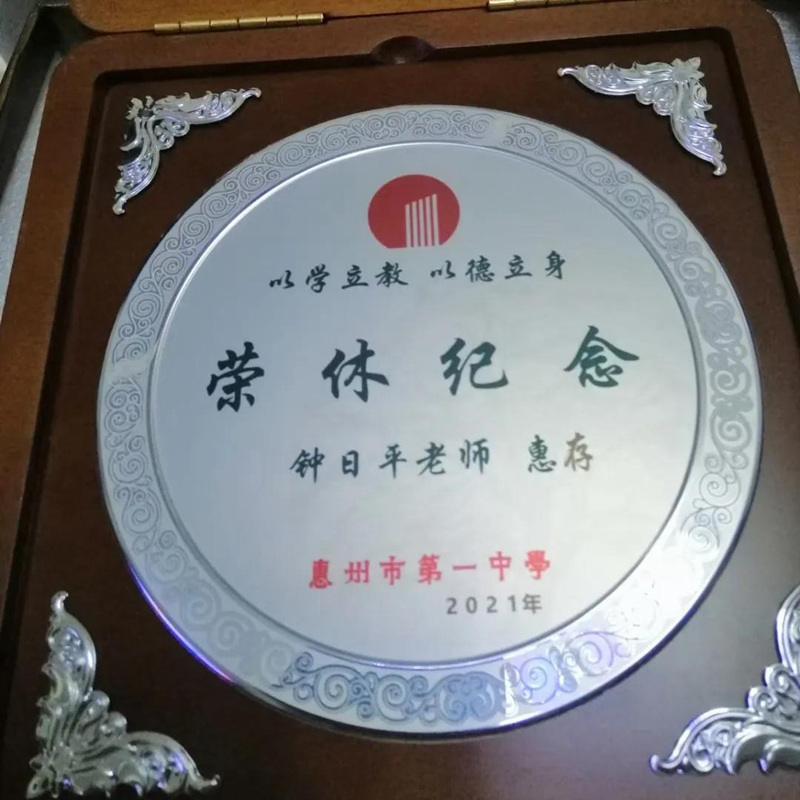 以学立教 以德立身
荣休纪念
钟日平老师 惠存
惠州市第一中學
2021年